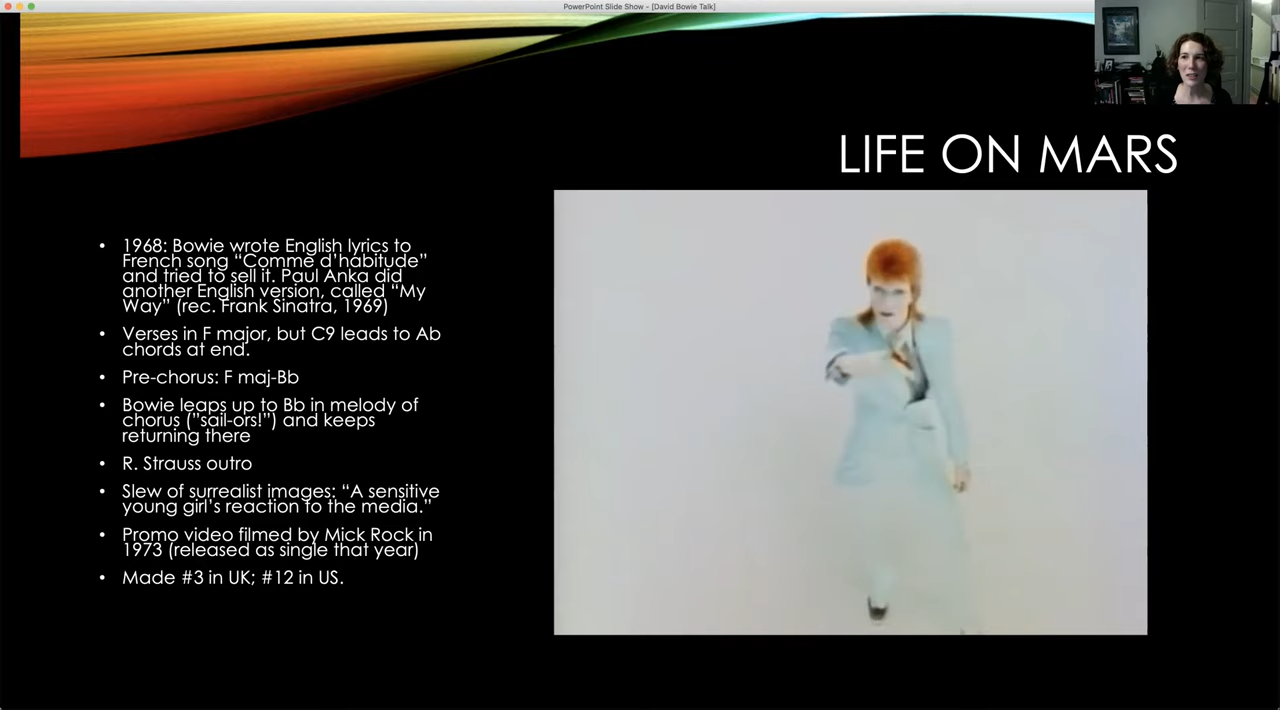 PowerPoint Slide Show - [David Bowie Talk]
LIFE ON MARS
• 1968: Bowie wrote English lyrics to
French song “Comme d’habitude”
and tried to sell it. Paul Anka did
another English version, called “My
Way” (rec. Frank Sinatra, 1969)
• Verses in F major, but C9 leads to Ab
chords at end.
• Pre-chorus: F maj-Bb
• Bowie leaps up to Bb in melody of
chorus (”sail-ors!”) and keeps
returning there
• R. Strauss outro
• Slew of surrealist images: “A sensitive
young girl’s reaction to the media.”
• Promo video filmed by Mick Rock in
1973 (released as single that year)
• Made #3 in UK; #12 in US.